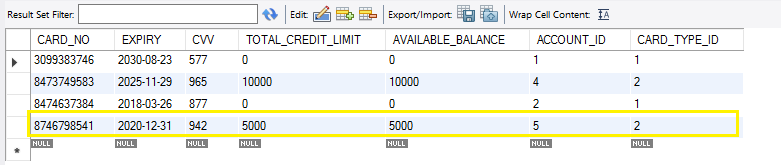 Result Set Filter: Edit: Export/Import: Wrap Cell Content: IA
CARD_NO EXPIRY CVV TOTAL_CREDIT_LIMIT AVAILABLE_BALANCE ACCOUNT_ID CARD_TYPE_ID
3099383746 2030-08-23 577 0 0 1 1
8473749583 2025-11-29 965 10000 10000 4 2
8474637384 2018-03-26 877 0 0 2 1
8746798541 2020-12-31 942 5000 5000 5 2
NULL NULL NULL NULL NULL NULL NULL